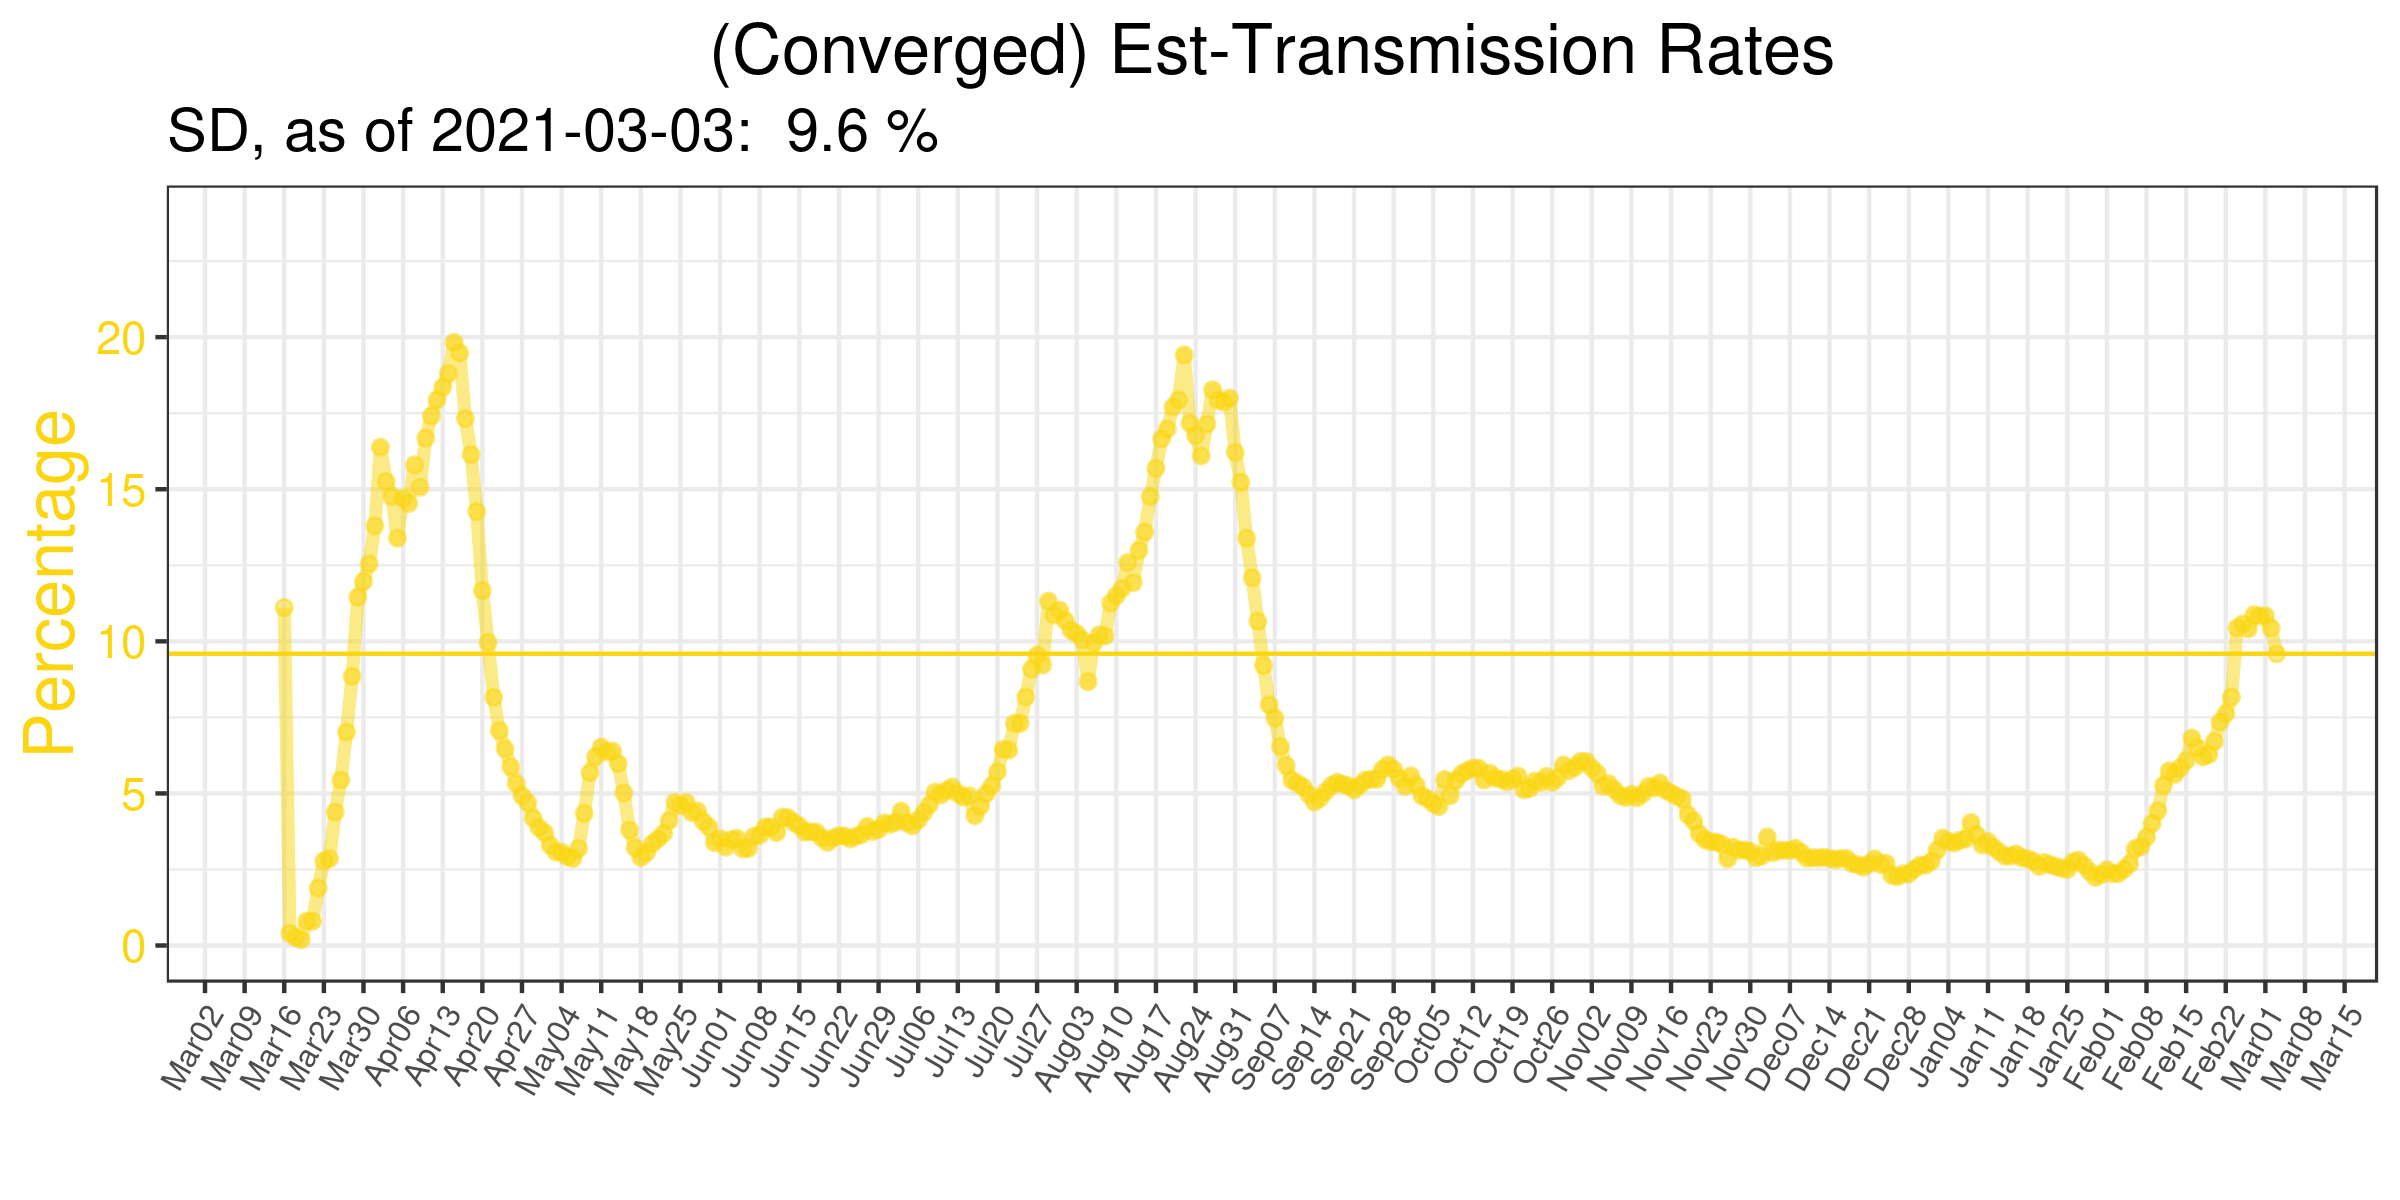 (Converged) Est-Transmission Rates
SD, as of 2021-03-03:  9.6 %
Percentage
20
15
10
5
0
Mar02
Mar09
Mar16
Mar23
Mar30
Apr06
Apr13
Apr20
Apr27
May04
May11
May18
May25
Jun01
Jun08
Jun15
Jun22
Jun29
Jul06
Jul13
Jul20
Jul27
Aug03
Aug10
Aug17
Aug24
Aug31
Sep07
Sep14
Sep21
Sep28
Oct05
Oct12
Oct19
Oct26
Nov02
Nov09
Nov16
Nov23
Nov30
Dec07
Dec14
Dec21
Dec28
Jan04
Jan11
Jan18
Jan25
Feb01
Feb08
Feb15
Feb22
Mar01
Mar08
Mar15